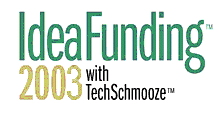 IdeaFunding™
2003 with
TechSchmooze™